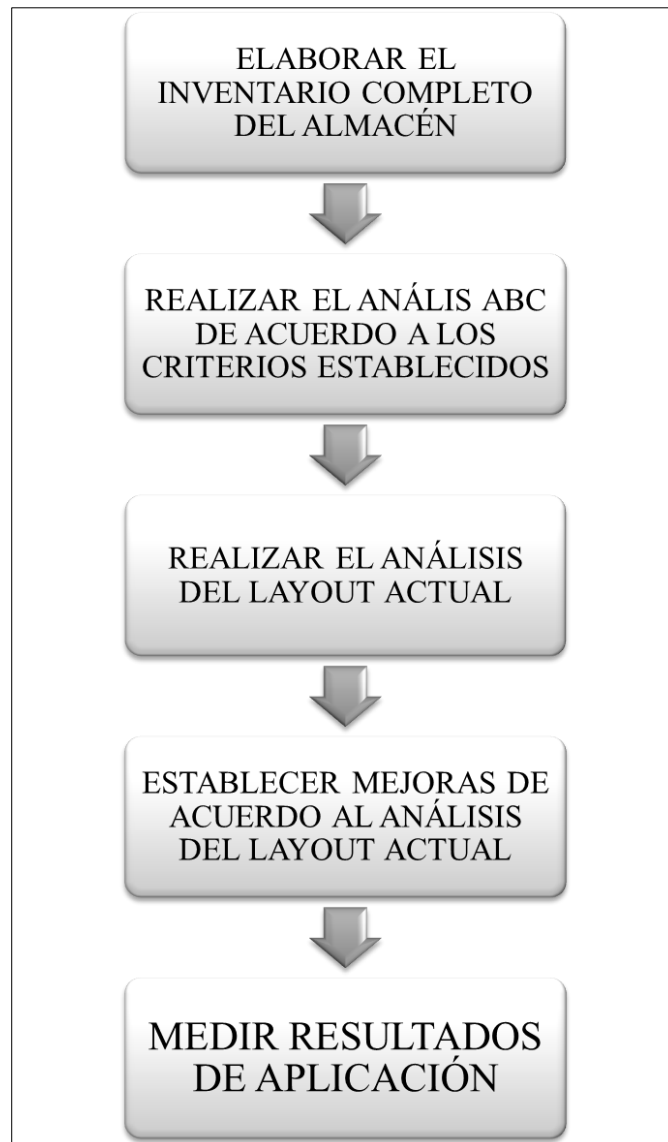 ELABORAR EL
INVENTARIO COMPLETO
DEL ALMACÉN
REALIZAR EL ANÁLIS ABC
DE ACUERDO A LOS
CRITERIOS ESTABLECIDOS
REALIZAR EL ANÁLISIS
DEL LAYOUT ACTUAL
ESTABLECER MEJORAS DE
ACUERDO AL ANÁLISIS
DEL LAYOUT ACTUAL
MEDIR RESULTADOS
DE APLICACIÓN